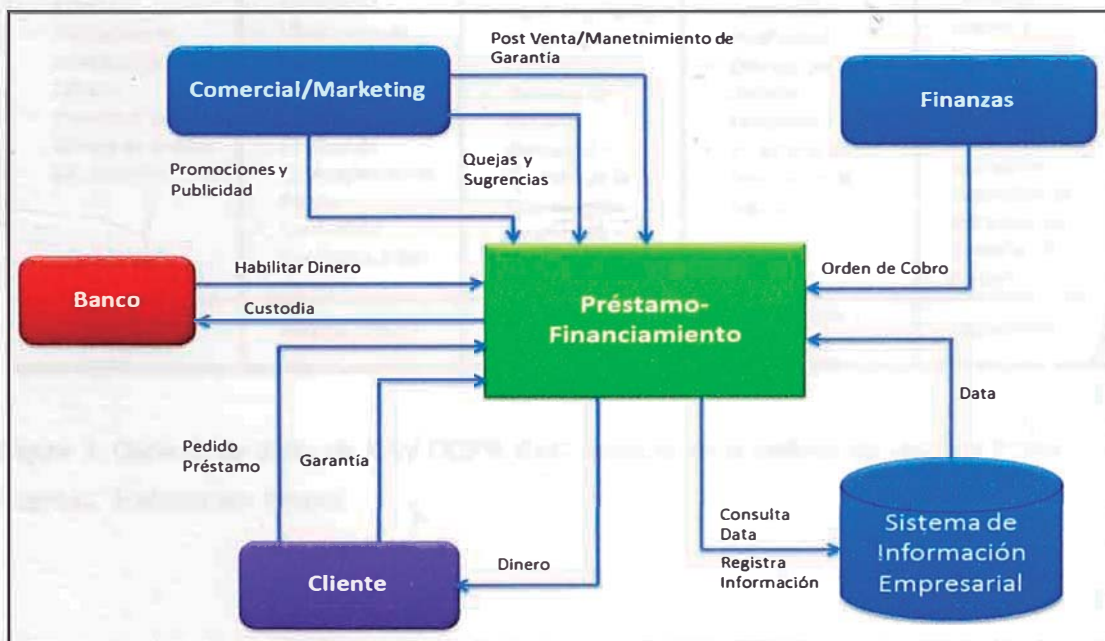 Post Venta/Manetnimiento de
Garantía
Comercial/Marketing
Finanzas
Promociones y
Publicidad
Quejas y
Sugrencias
Habilitar Dinero
Banco
Custodia
Préstamo-
Financiamiento
Orden de Cobro
Data
Pedido
Préstamo
Garantía
Consulta
Data
Registra
Información
Sistema de
Información
Empresarial
Cliente
Dinero